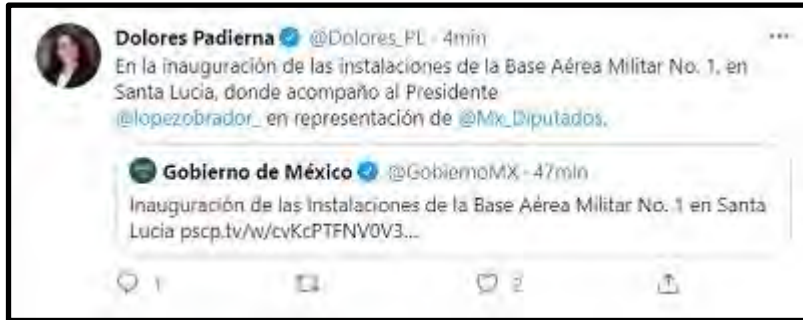 Dolores Padierna @Dolores_PL · 4min
En la inauguración de las instalaciones de la Base Aérea Militar No. 1, en
Santa Lucia, donde acompaño al Presidente
@lopezobrador_ en representación de @Mx_Diputados.
Gobierno de México @GobiernoMX · 47min
Inauguración de las Instalaciones de la Base Aérea Militar No. 1 en Santa
Lucia pscp.tv/w/cvKcPTFNV0V3...
1
2